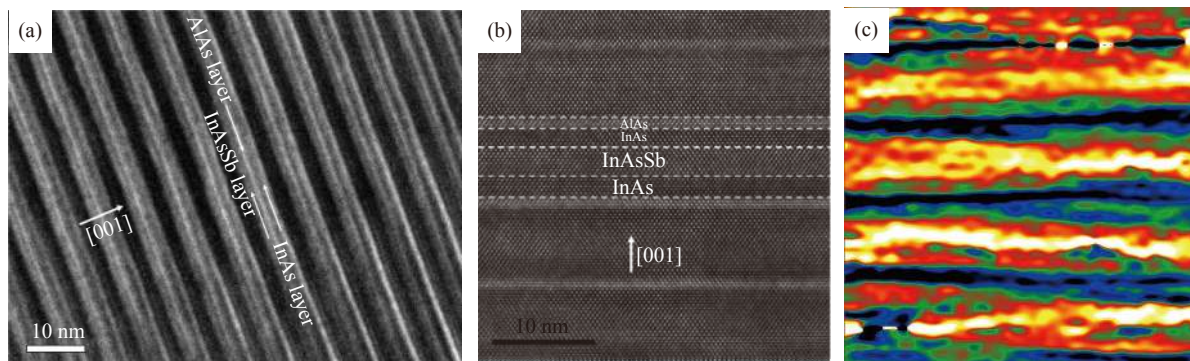 (a)
AlAs layer
InAsSb layer
InAs layer
[001]
10 nm
(b)
AlAs
InAs
InAsSb
InAs
[001]
10 nm
(c)